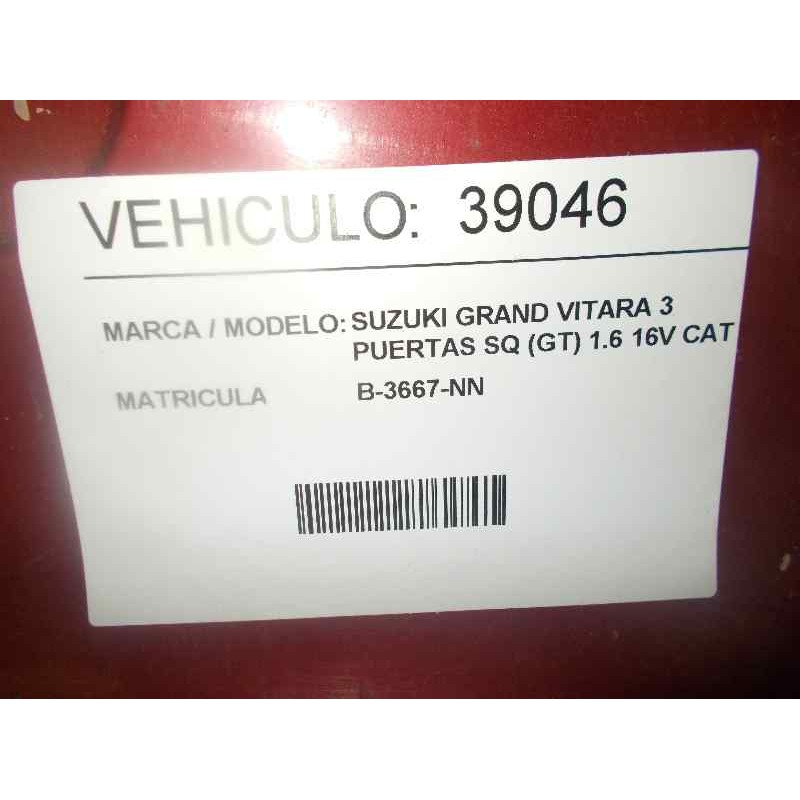 VEHICULO: 39046
MARCA / MODELO: SUZUKI GRAND VITARA 3
PUERTAS SQ (GT) 1.6 16V CAT
MATRICULA B-3667-NN